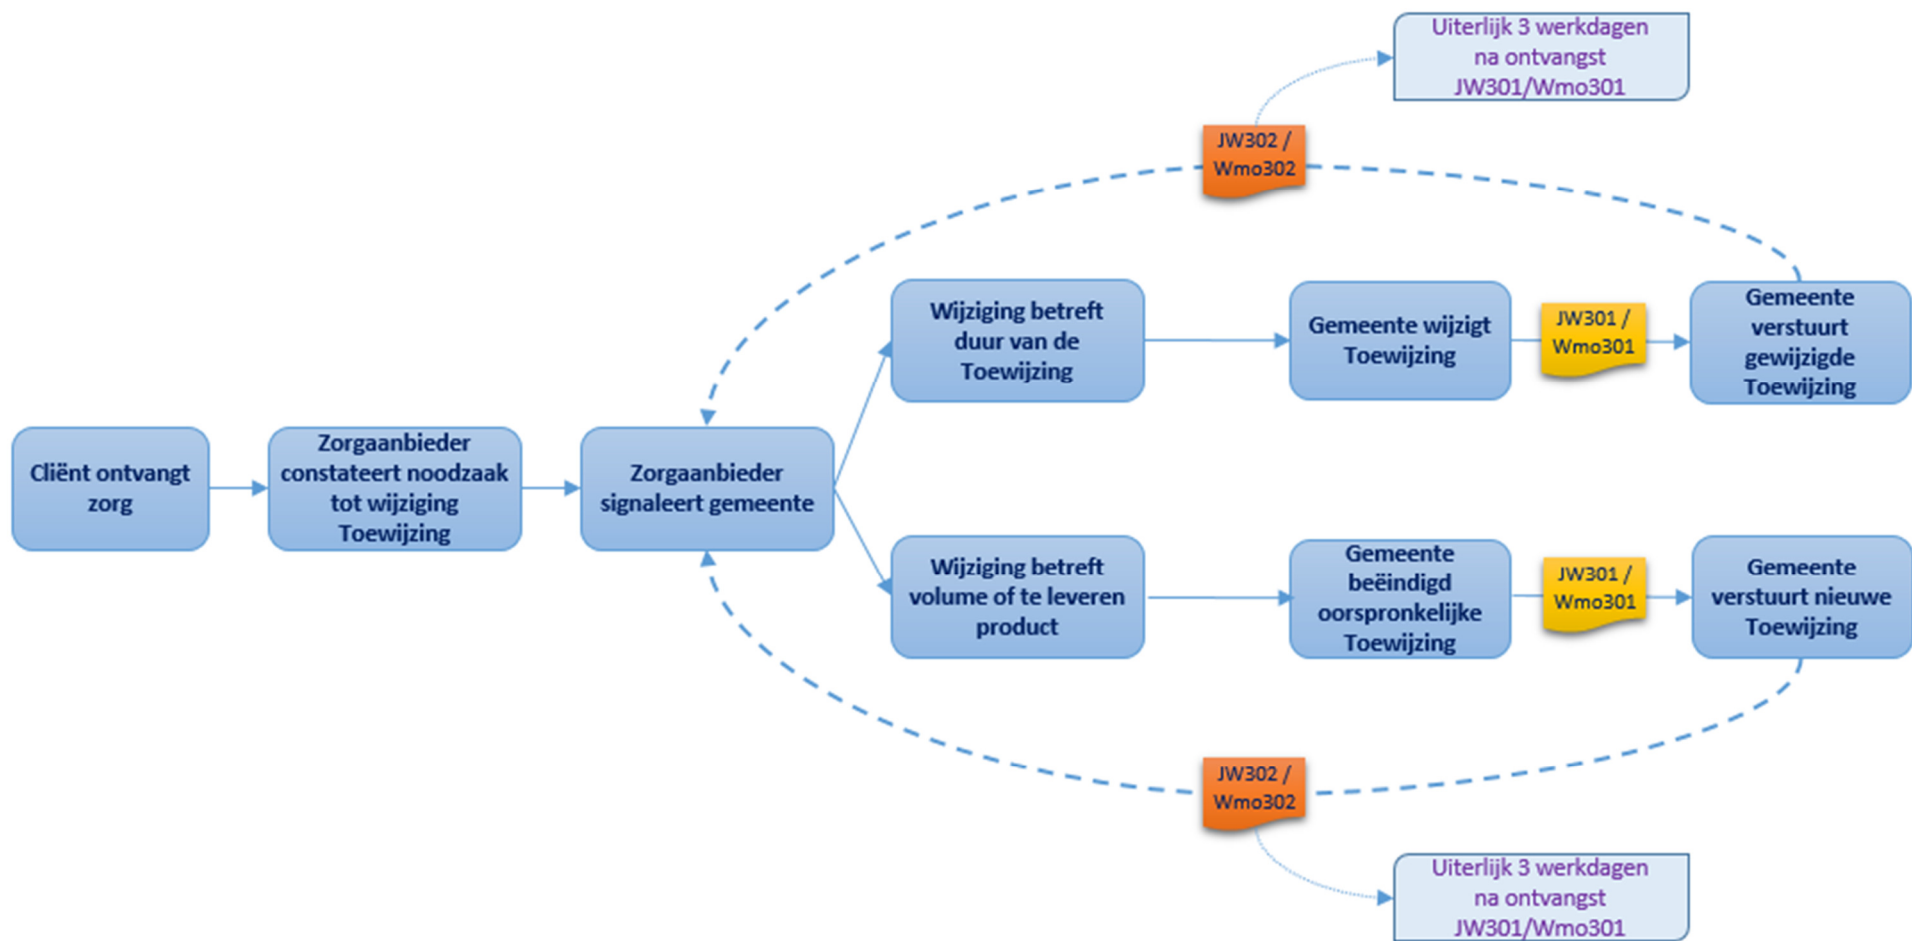 Uiterlijk 3 werkdagen
na ontvangst
JW301/Wmo301
JW302 /
Wmo302
Wijziging betreft
duur van de
Toewijzing
Gemeente wijzigt
Toewijzing
JW301 /
Wmo301
Gemeente
verstuurt
gewijzigde
Toewijzing
Cliënt ontvangt
zorg
Zorgaanbieder
constateert noodzaak
tot wijziging
Toewijzing
Zorgaanbieder
signaleert gemeente
Wijziging betreft
volume of te leveren
product
Gemeente
beëindigd
oorspronkelijke
Toewijzing
JW301 /
Wmo301
Gemeente
verstuurt nieuwe
Toewijzing
JW302 /
Wmo302
Uiterlijk 3 werkdagen
na ontvangst
JW301/Wmo301